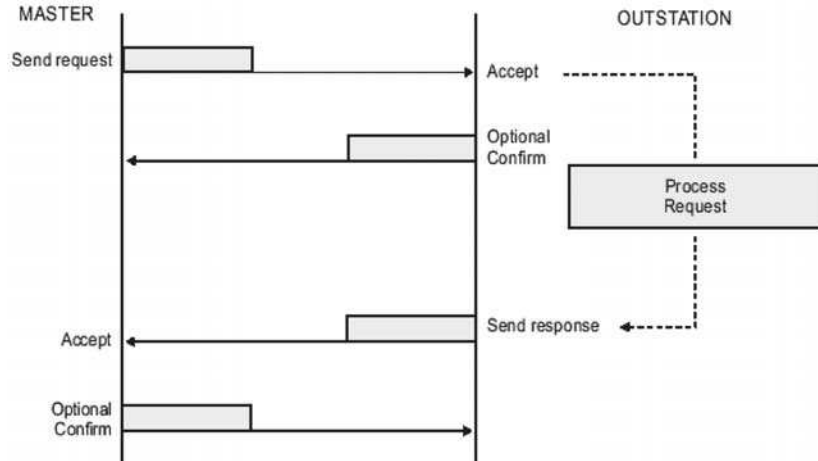 MASTER
OUTSTATION
Send request
Accept
Optional
Confirm
Process
Request
Send response
Accept
Optional
Confirm